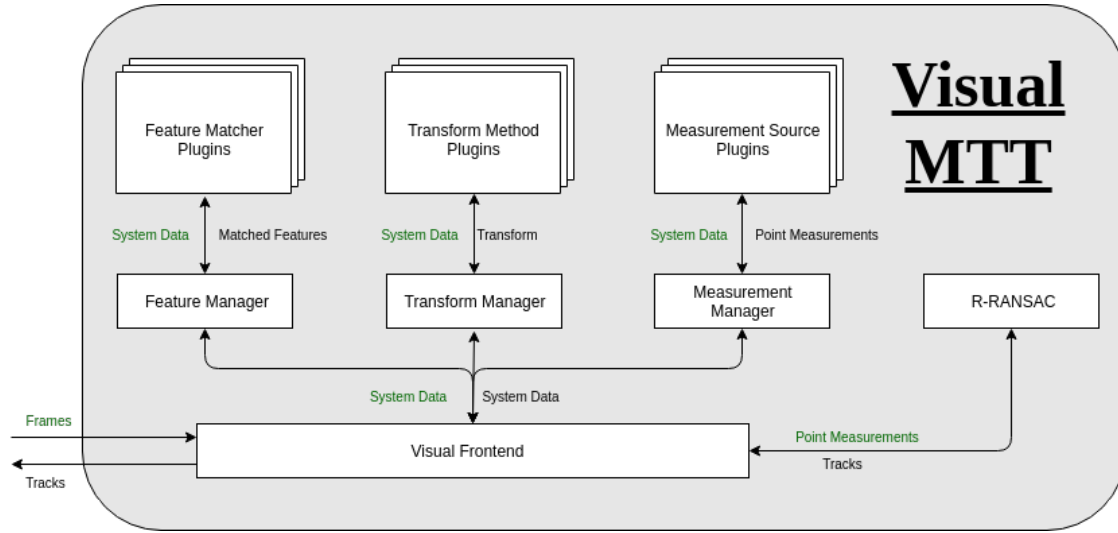 Visual
MTT
Feature Matcher
Plugins
Transform Method
Plugins
Measurement Source
Plugins
System Data
Matched Features
System Data
Transform
System Data
Point Measurements
Feature Manager
Transform Manager
Measurement
Manager
R-RANSAC
System Data
System Data
Frames
Visual Frontend
Point Measurements
Tracks
Tracks